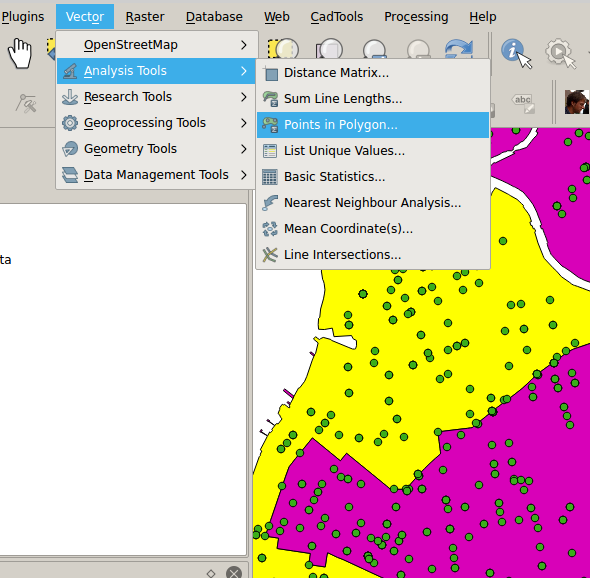 Plugins Vector Raster Database Web CadTools Processing Help
OpenStreetMap
Analysis Tools
Research Tools
Geoprocessing Tools
Geometry Tools
Data Management Tools
Distance Matrix...
Sum Line Lengths...
Points in Polygon...
List Unique Values...
Basic Statistics...
Nearest Neighbour Analysis...
Mean Coordinate(s)...
Line Intersections...
abc
ta